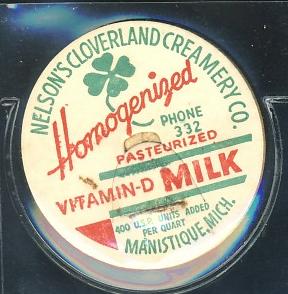 NELSON'S CLOVERLAND CREAMERY CO.
Homogenized
PHONE
332
PASTEURIZED
VITAMIN-D MILK
400 U.S.P. UNITS ADDED
PER QUART
MANISTIQUE, MICH.